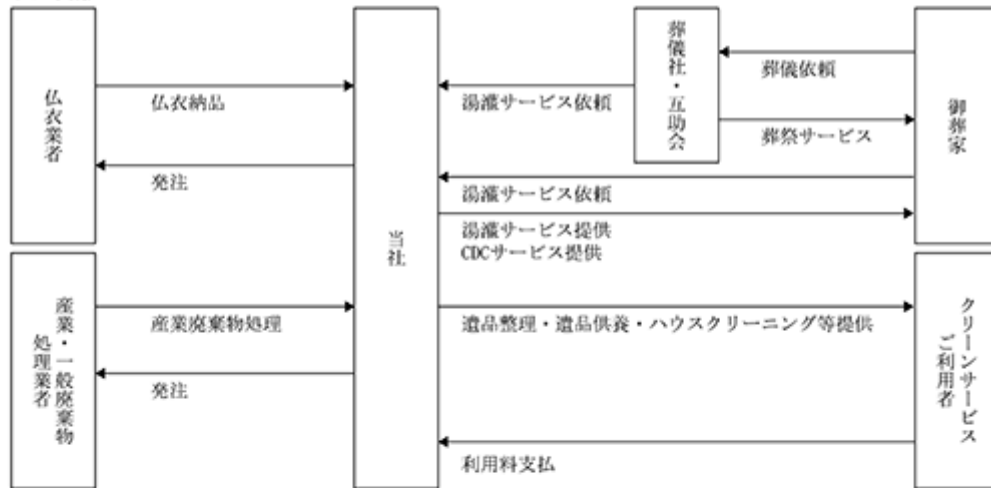 仏衣業者
仏衣納品
発注
産業・一般廃棄物
処理業者
産業廃棄物処理
発注
当社
葬儀社・互助会
湯灌サービス依頼
葬儀依頼
葬祭サービス
御葬家
湯灌サービス依頼
湯灌サービス提供
CDCサービス提供
遺品整理・遺品供養・ハウスクリーニング等提供
利用料支払
クリーンサービス
ご利用者